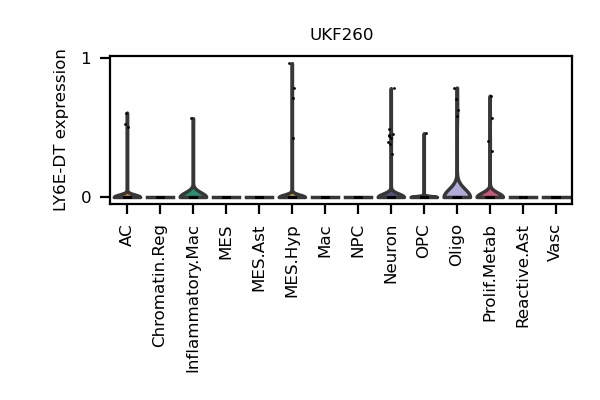 UKF260
LY6E-DT expression
1
0
AC
Chromatin.Reg
Inflammatory.Mac
MES
MES.Ast
MES.Hyp
Mac
NPC
Neuron
OPC
Oligo
Prolif.Metab
Reactive.Ast
Vasc